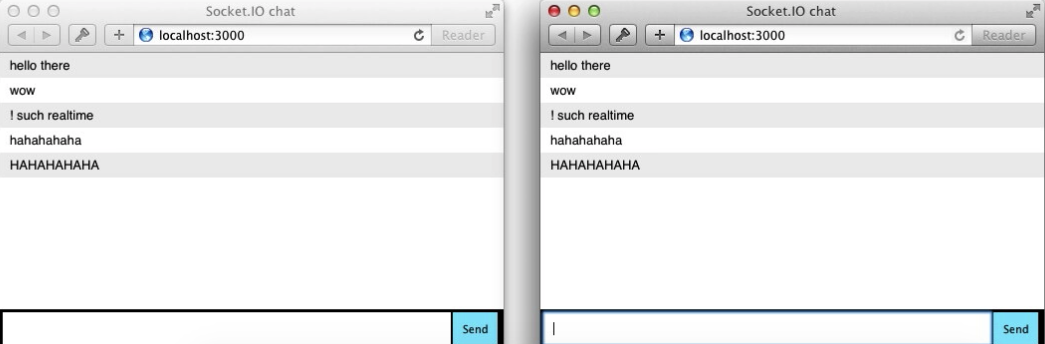 Socket.IO chat
localhost:3000
Reader
hello there
wow
! such realtime
hahahahaha
HAHAHAHAHA
Send
Socket.IO chat
localhost:3000
Reader
hello there
wow
! such realtime
hahahahaha
HAHAHAHAHA
Send